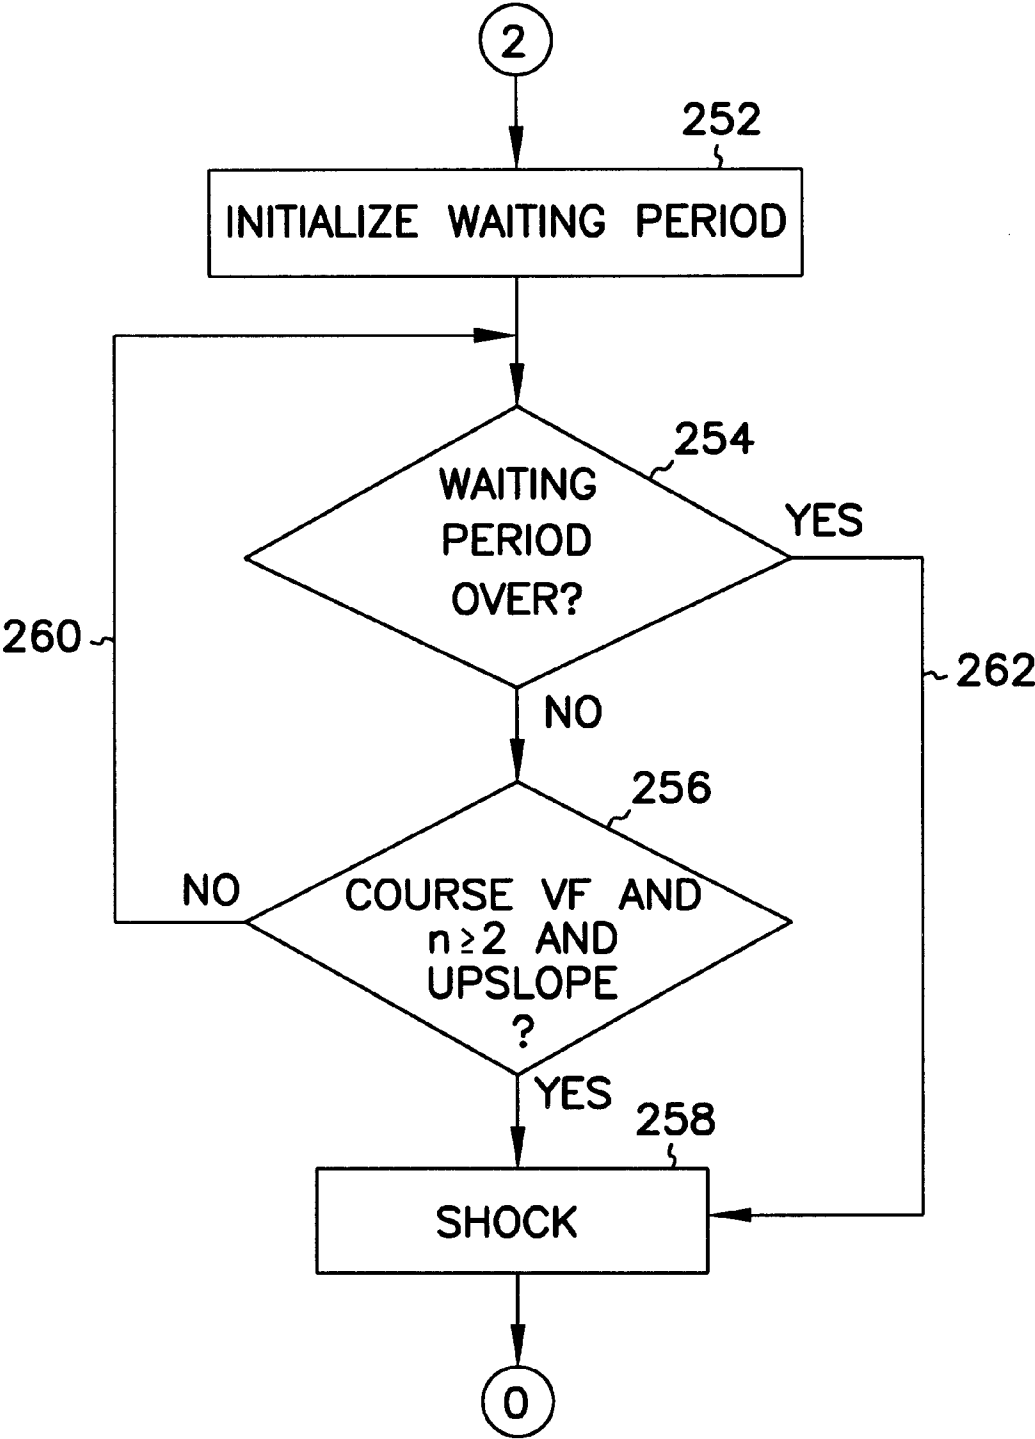 2
252
INITIALIZE WAITING PERIOD
254
WAITING
PERIOD
OVER?
YES
260
262
NO
256
NO
COURSE VF AND
n≥2 AND
UPSLOPE
?
YES
258
SHOCK
0